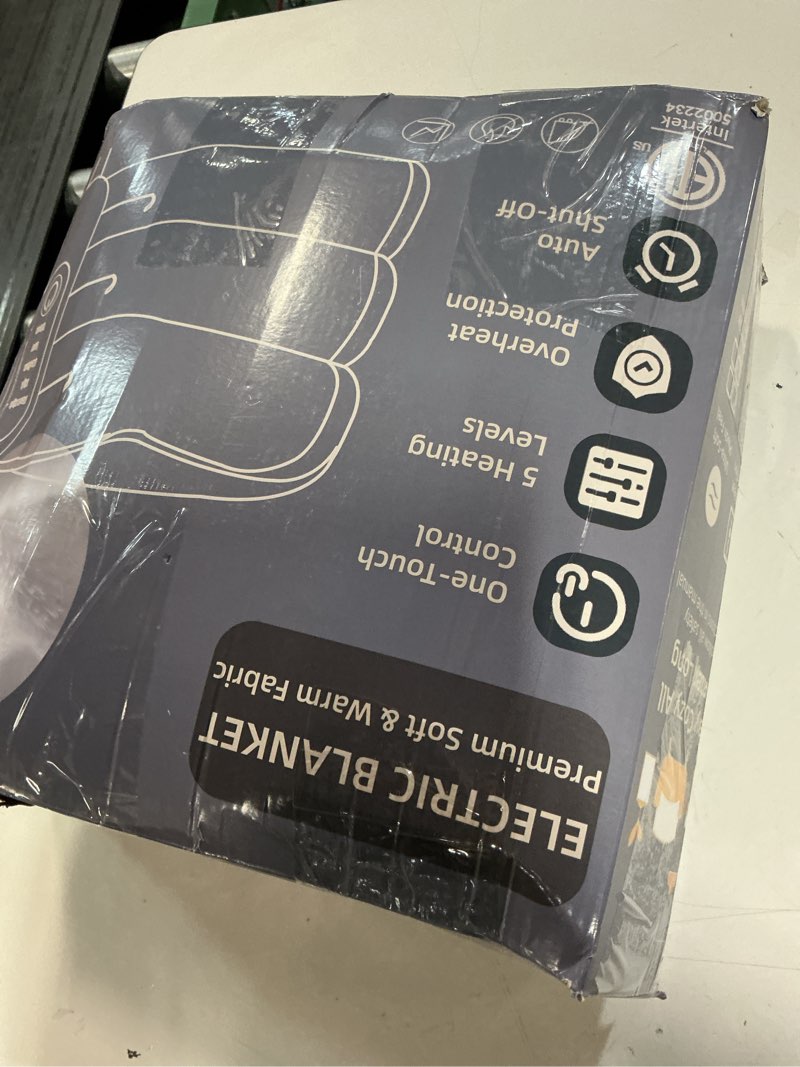 ELECTRIC BLANKET
Premium Soft & Warm Fabric
One-Touch
Control
5 Heating
Levels
Overheat
Protection
Auto
Shut-Off
US
Intertek
5002234